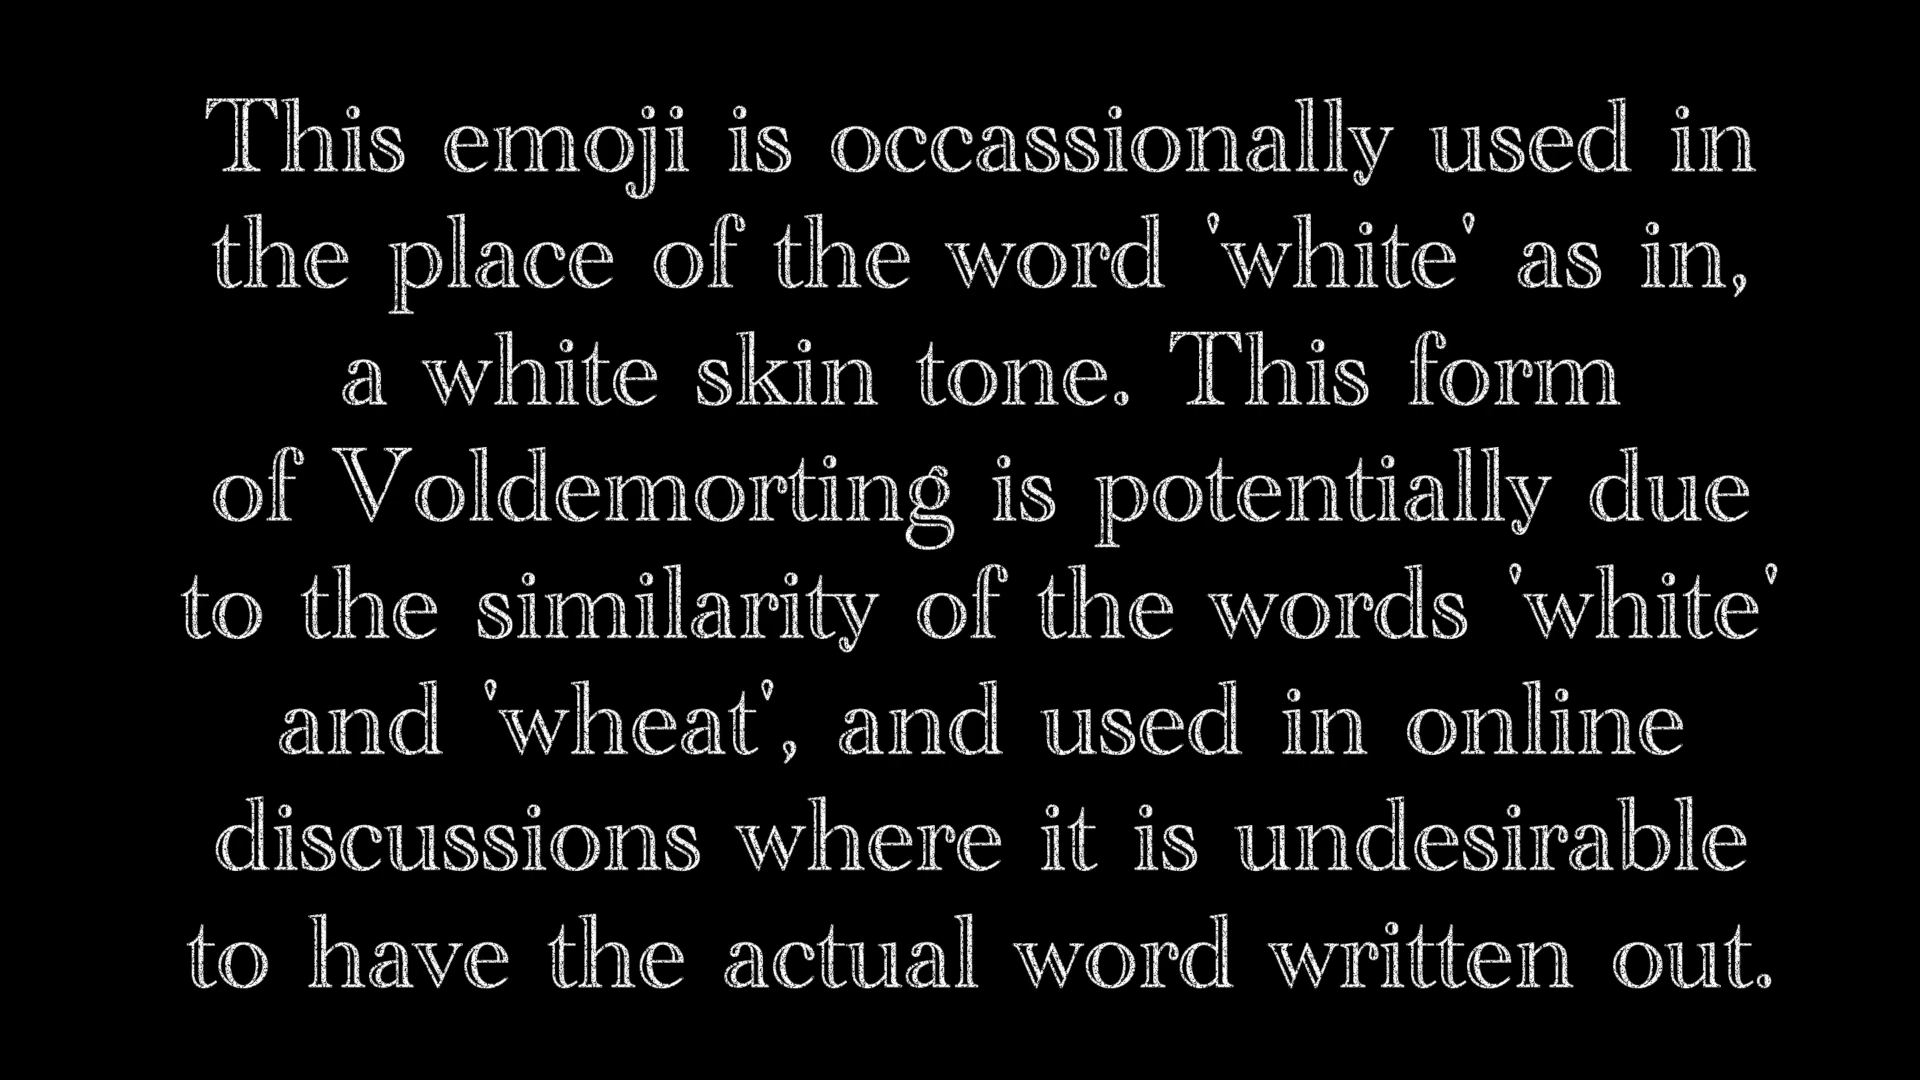 This emoji is occassionally used in
the place of the word 'white' as in,
a white skin tone. This form
of Voldemorting is potentially due
to the similarity of the words 'white'
and 'wheat', and used in online
discussions where it is undesirable
to have the actual word written out.